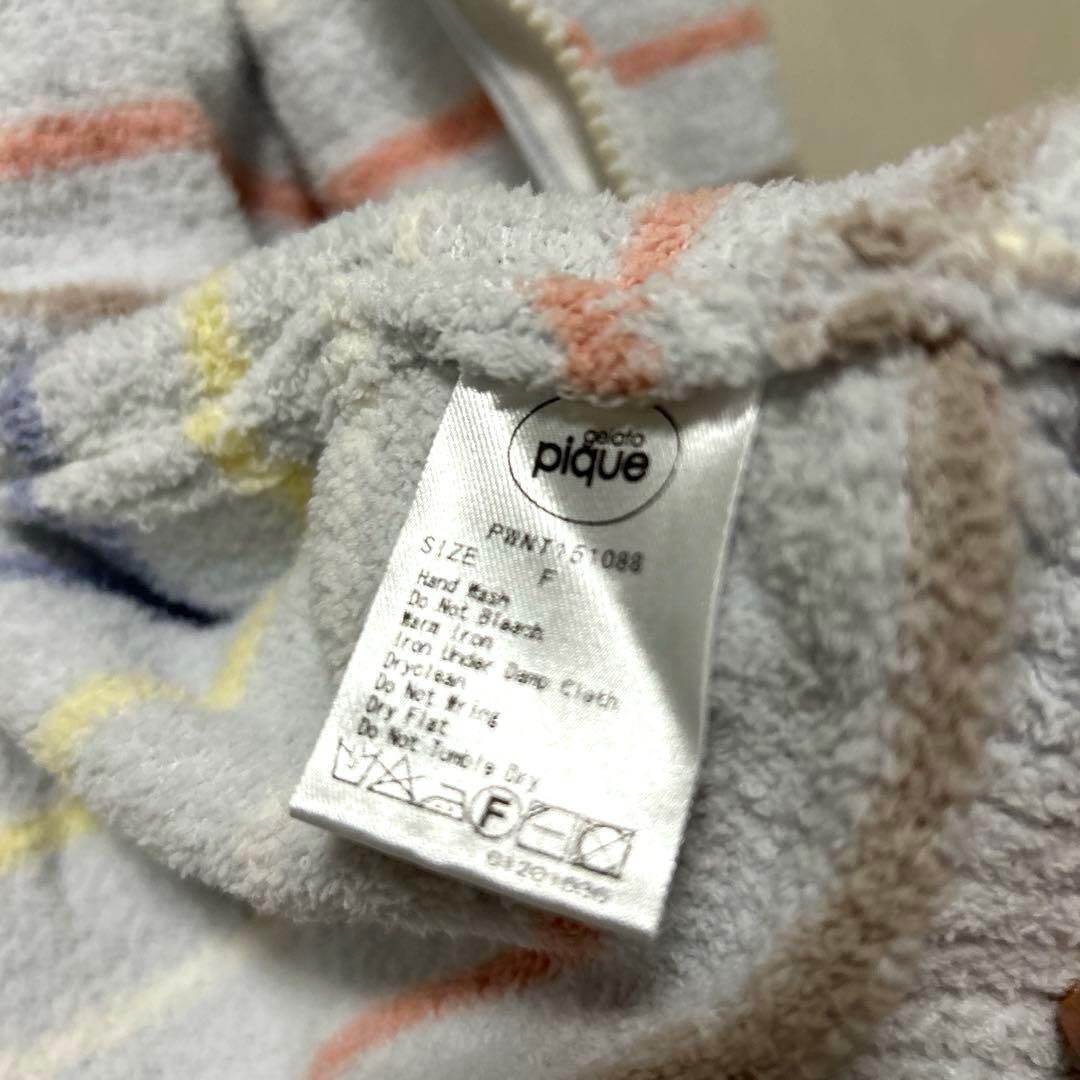 gelato
pique
PWNT151088
SIZE F
Hand Wash
Do Not Bleach
Warm Iron
Iron Under Damp Cloth
Dryclean
Do Not Wring
Dry Flat
Do Not Tumble Dry
F